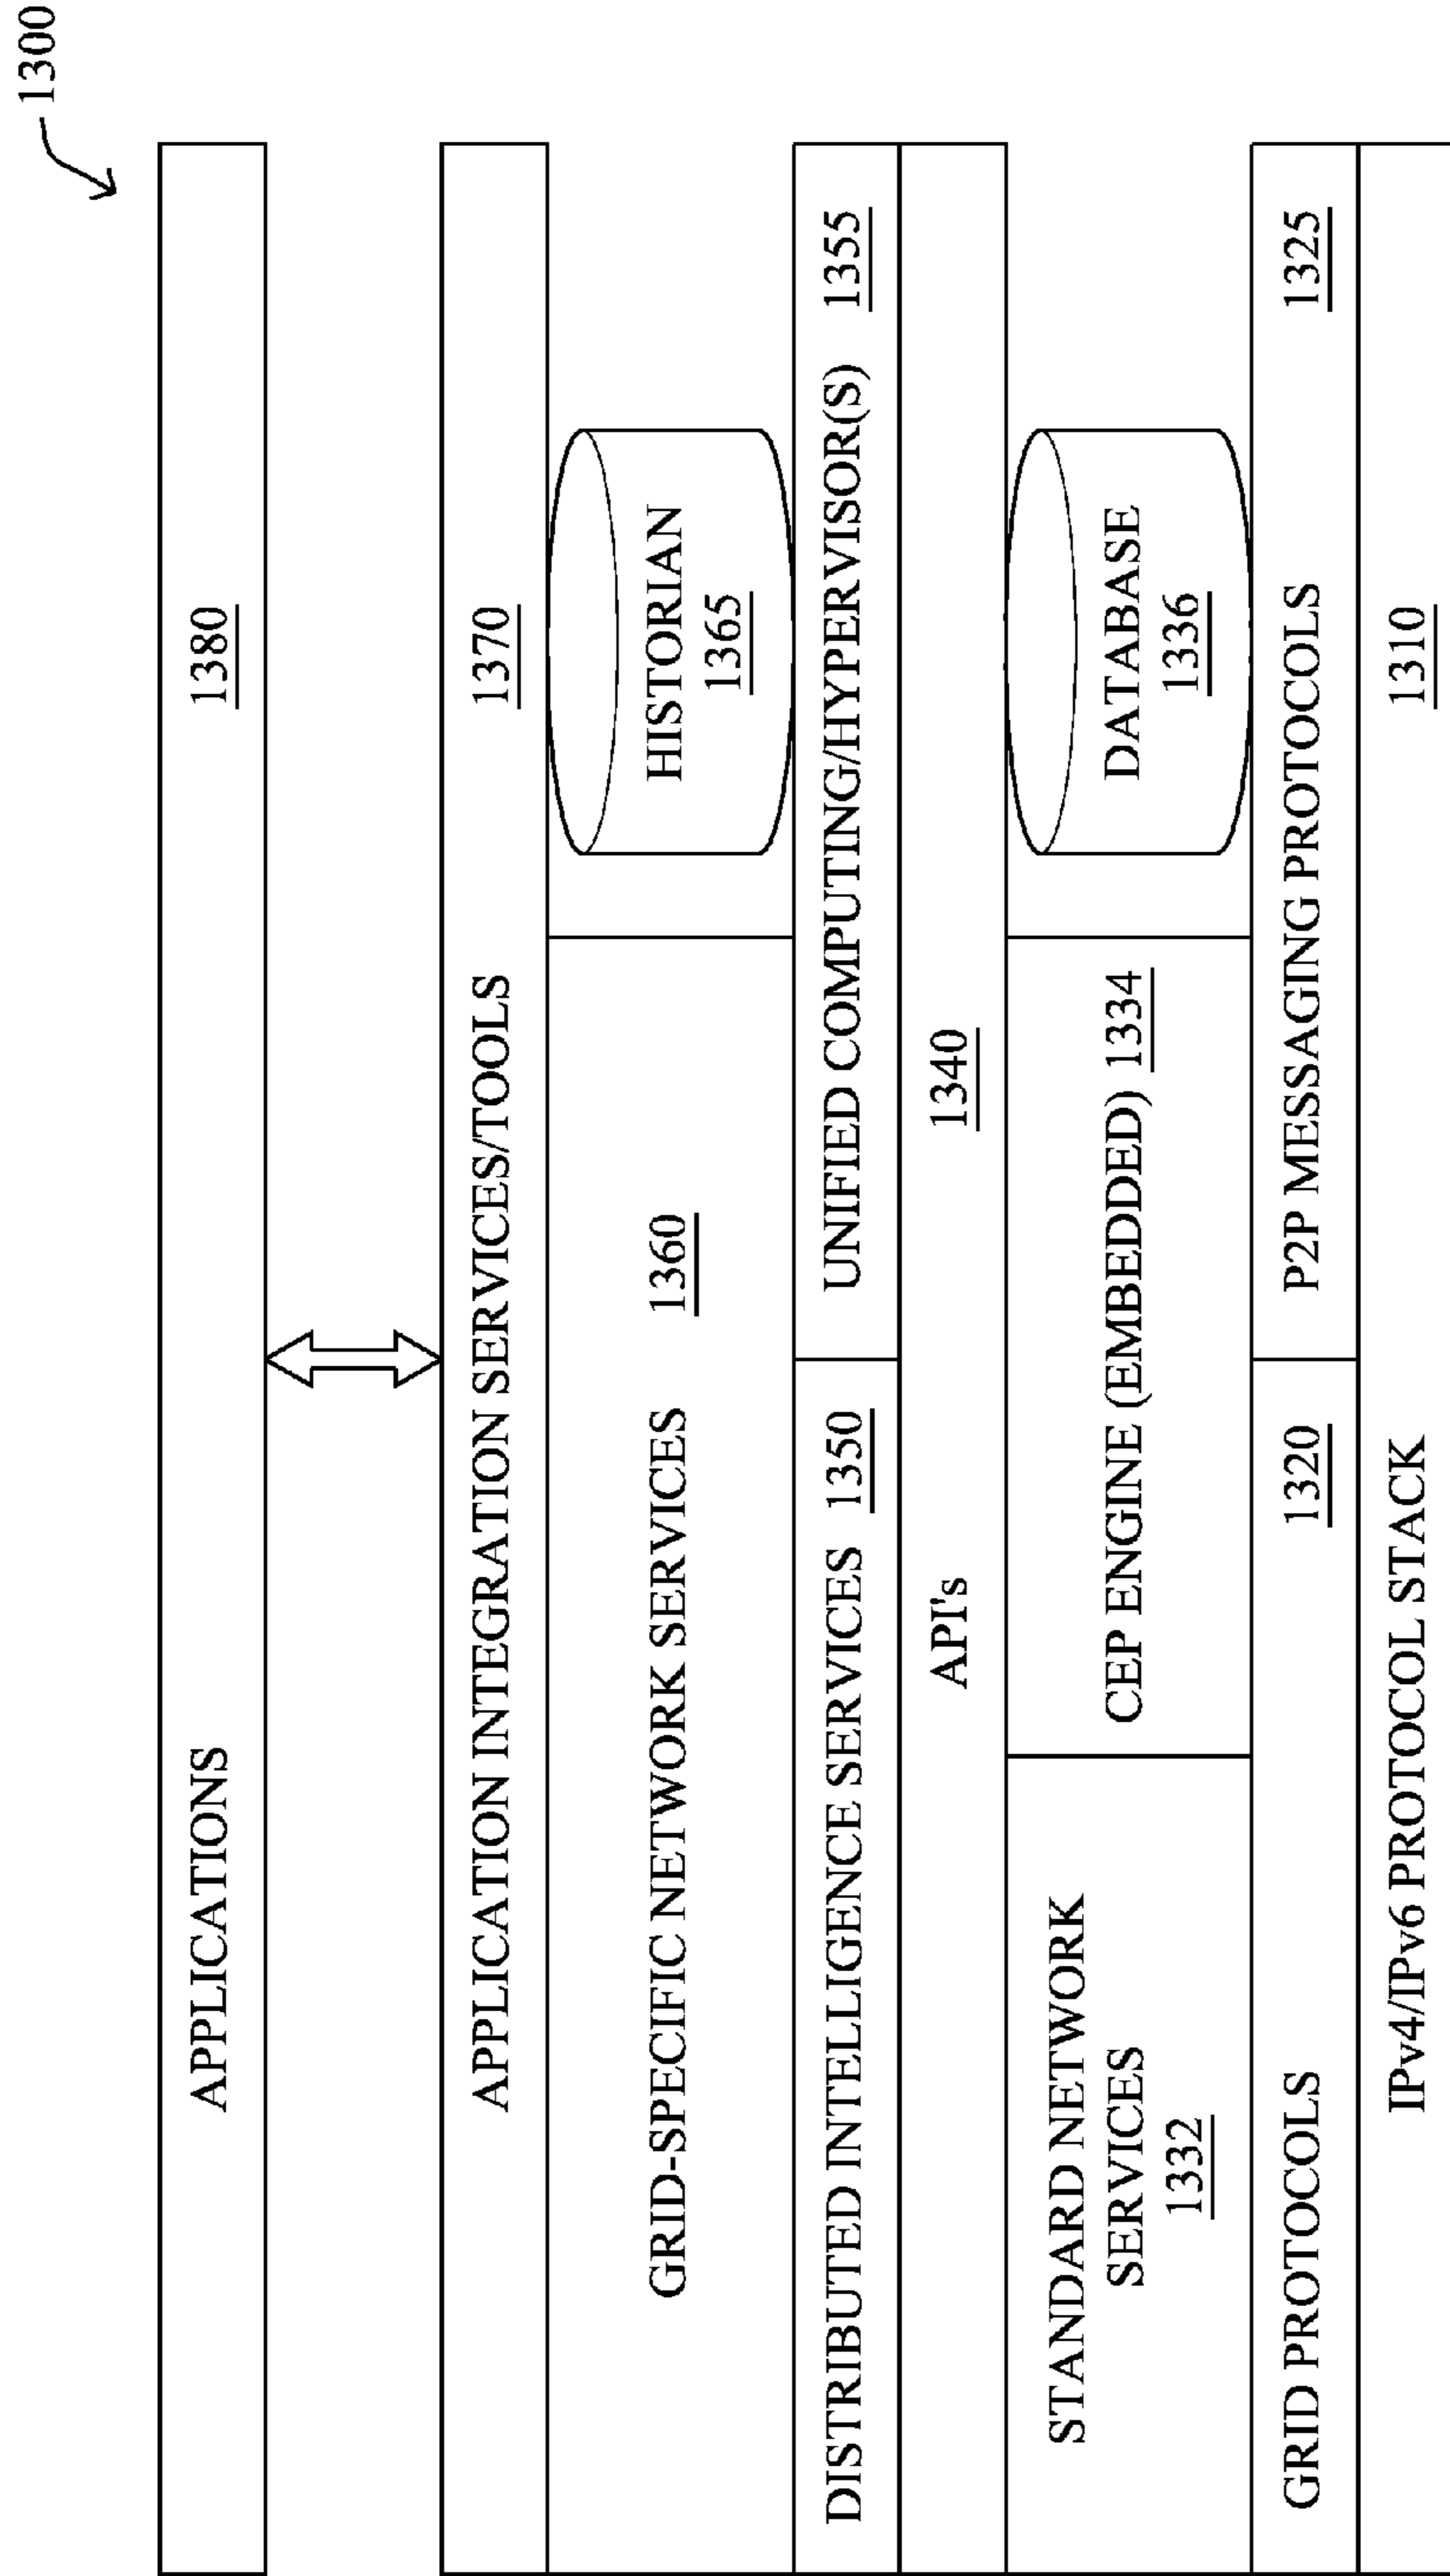 1300
APPLICATIONS 1380
APPLICATION INTEGRATION SERVICES/TOOLS 1370
GRID-SPECIFIC NETWORK SERVICES 1360
HISTORIAN
1365
DISTRIBUTED INTELLIGENCE SERVICES 1350
UNIFIED COMPUTING/HYPERVISOR(S) 1355
API's 1340
STANDARD NETWORK
SERVICES
1332
CEP ENGINE (EMBEDDED) 1334
DATABASE
1336
GRID PROTOCOLS 1320
P2P MESSAGING PROTOCOLS 1325
IPv4/IPv6 PROTOCOL STACK 1310